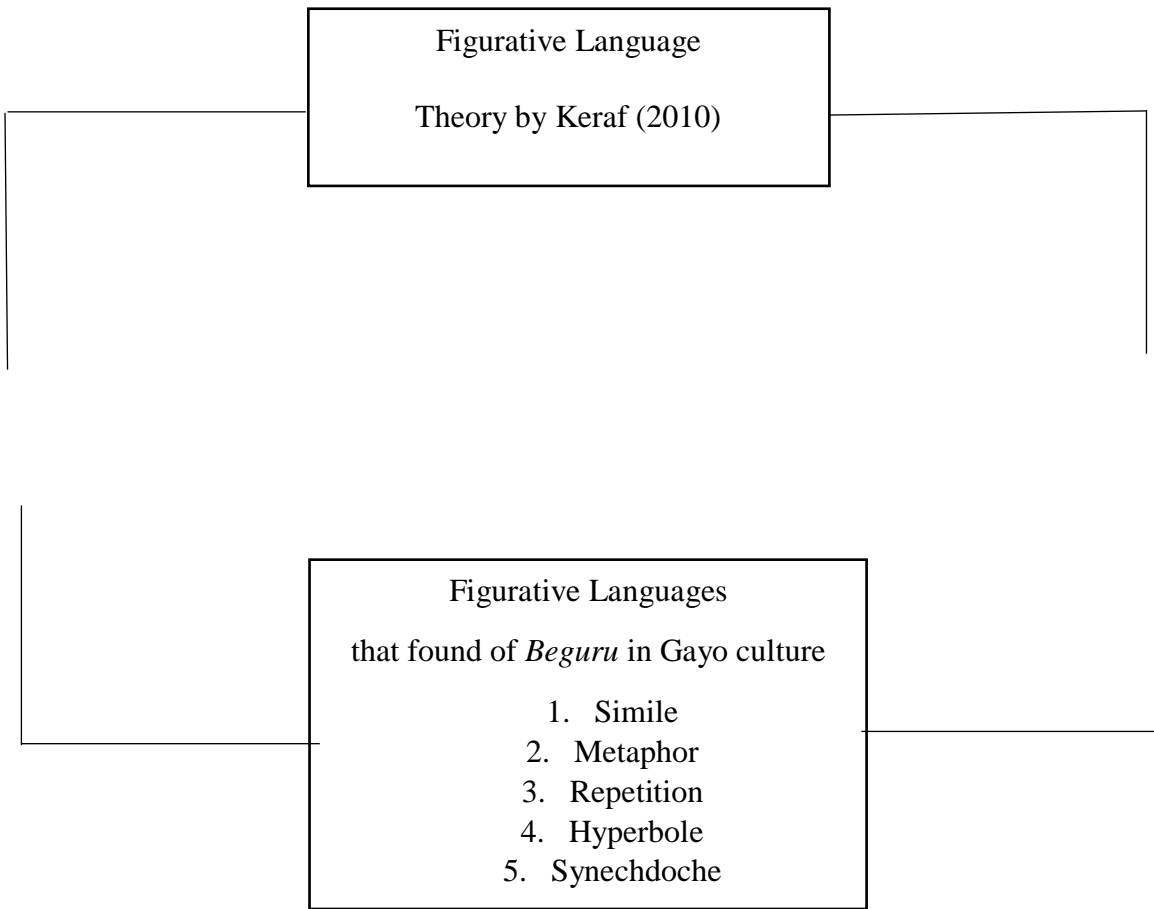 Figurative Language
Theory by Keraf (2010)
Figurative Languages
that found of Beguru in Gayo culture
1. Simile
2. Metaphor
3. Repetition
4. Hyperbole
5. Synechdoche